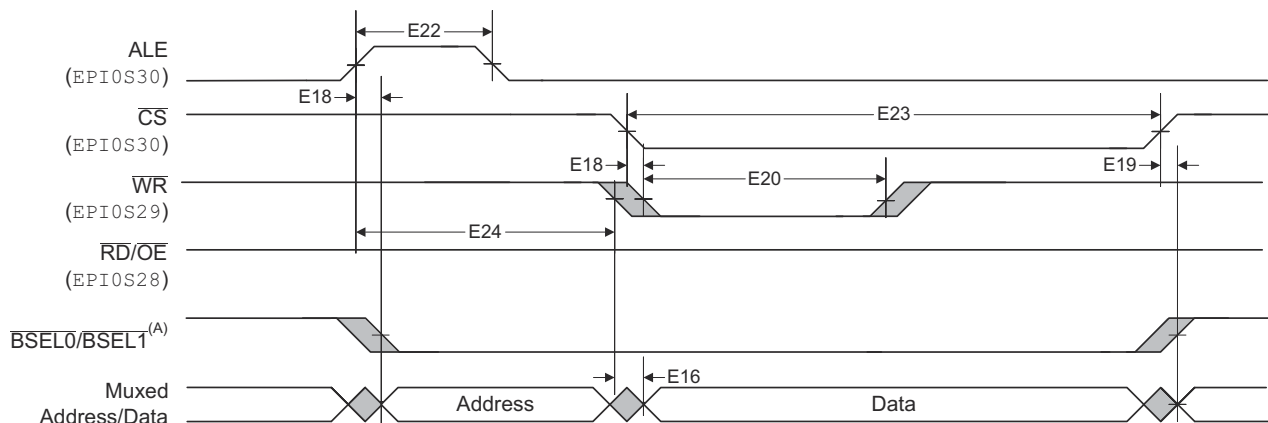 E22
ALE
(EPI0S30)
E18
CS
E23
(EPI0S30)
E18
E20
E19
WR
(EPI0S29)
E24
RD/OE
(EPI0S28)
BSEL0/BSEL1(A)
E16
Muxed
Address/Data
Address
Data